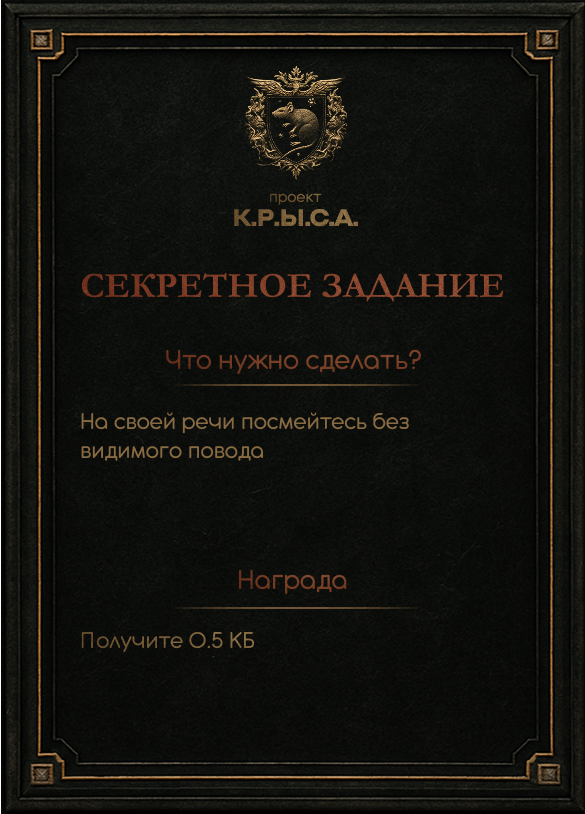 проект
К.Р.Ы.С.А.
СЕКРЕТНОЕ ЗАДАНИЕ
Что нужно сделать?
На своей речи посмейтесь без
видимого повода
Награда
Получите 0.5 КБ